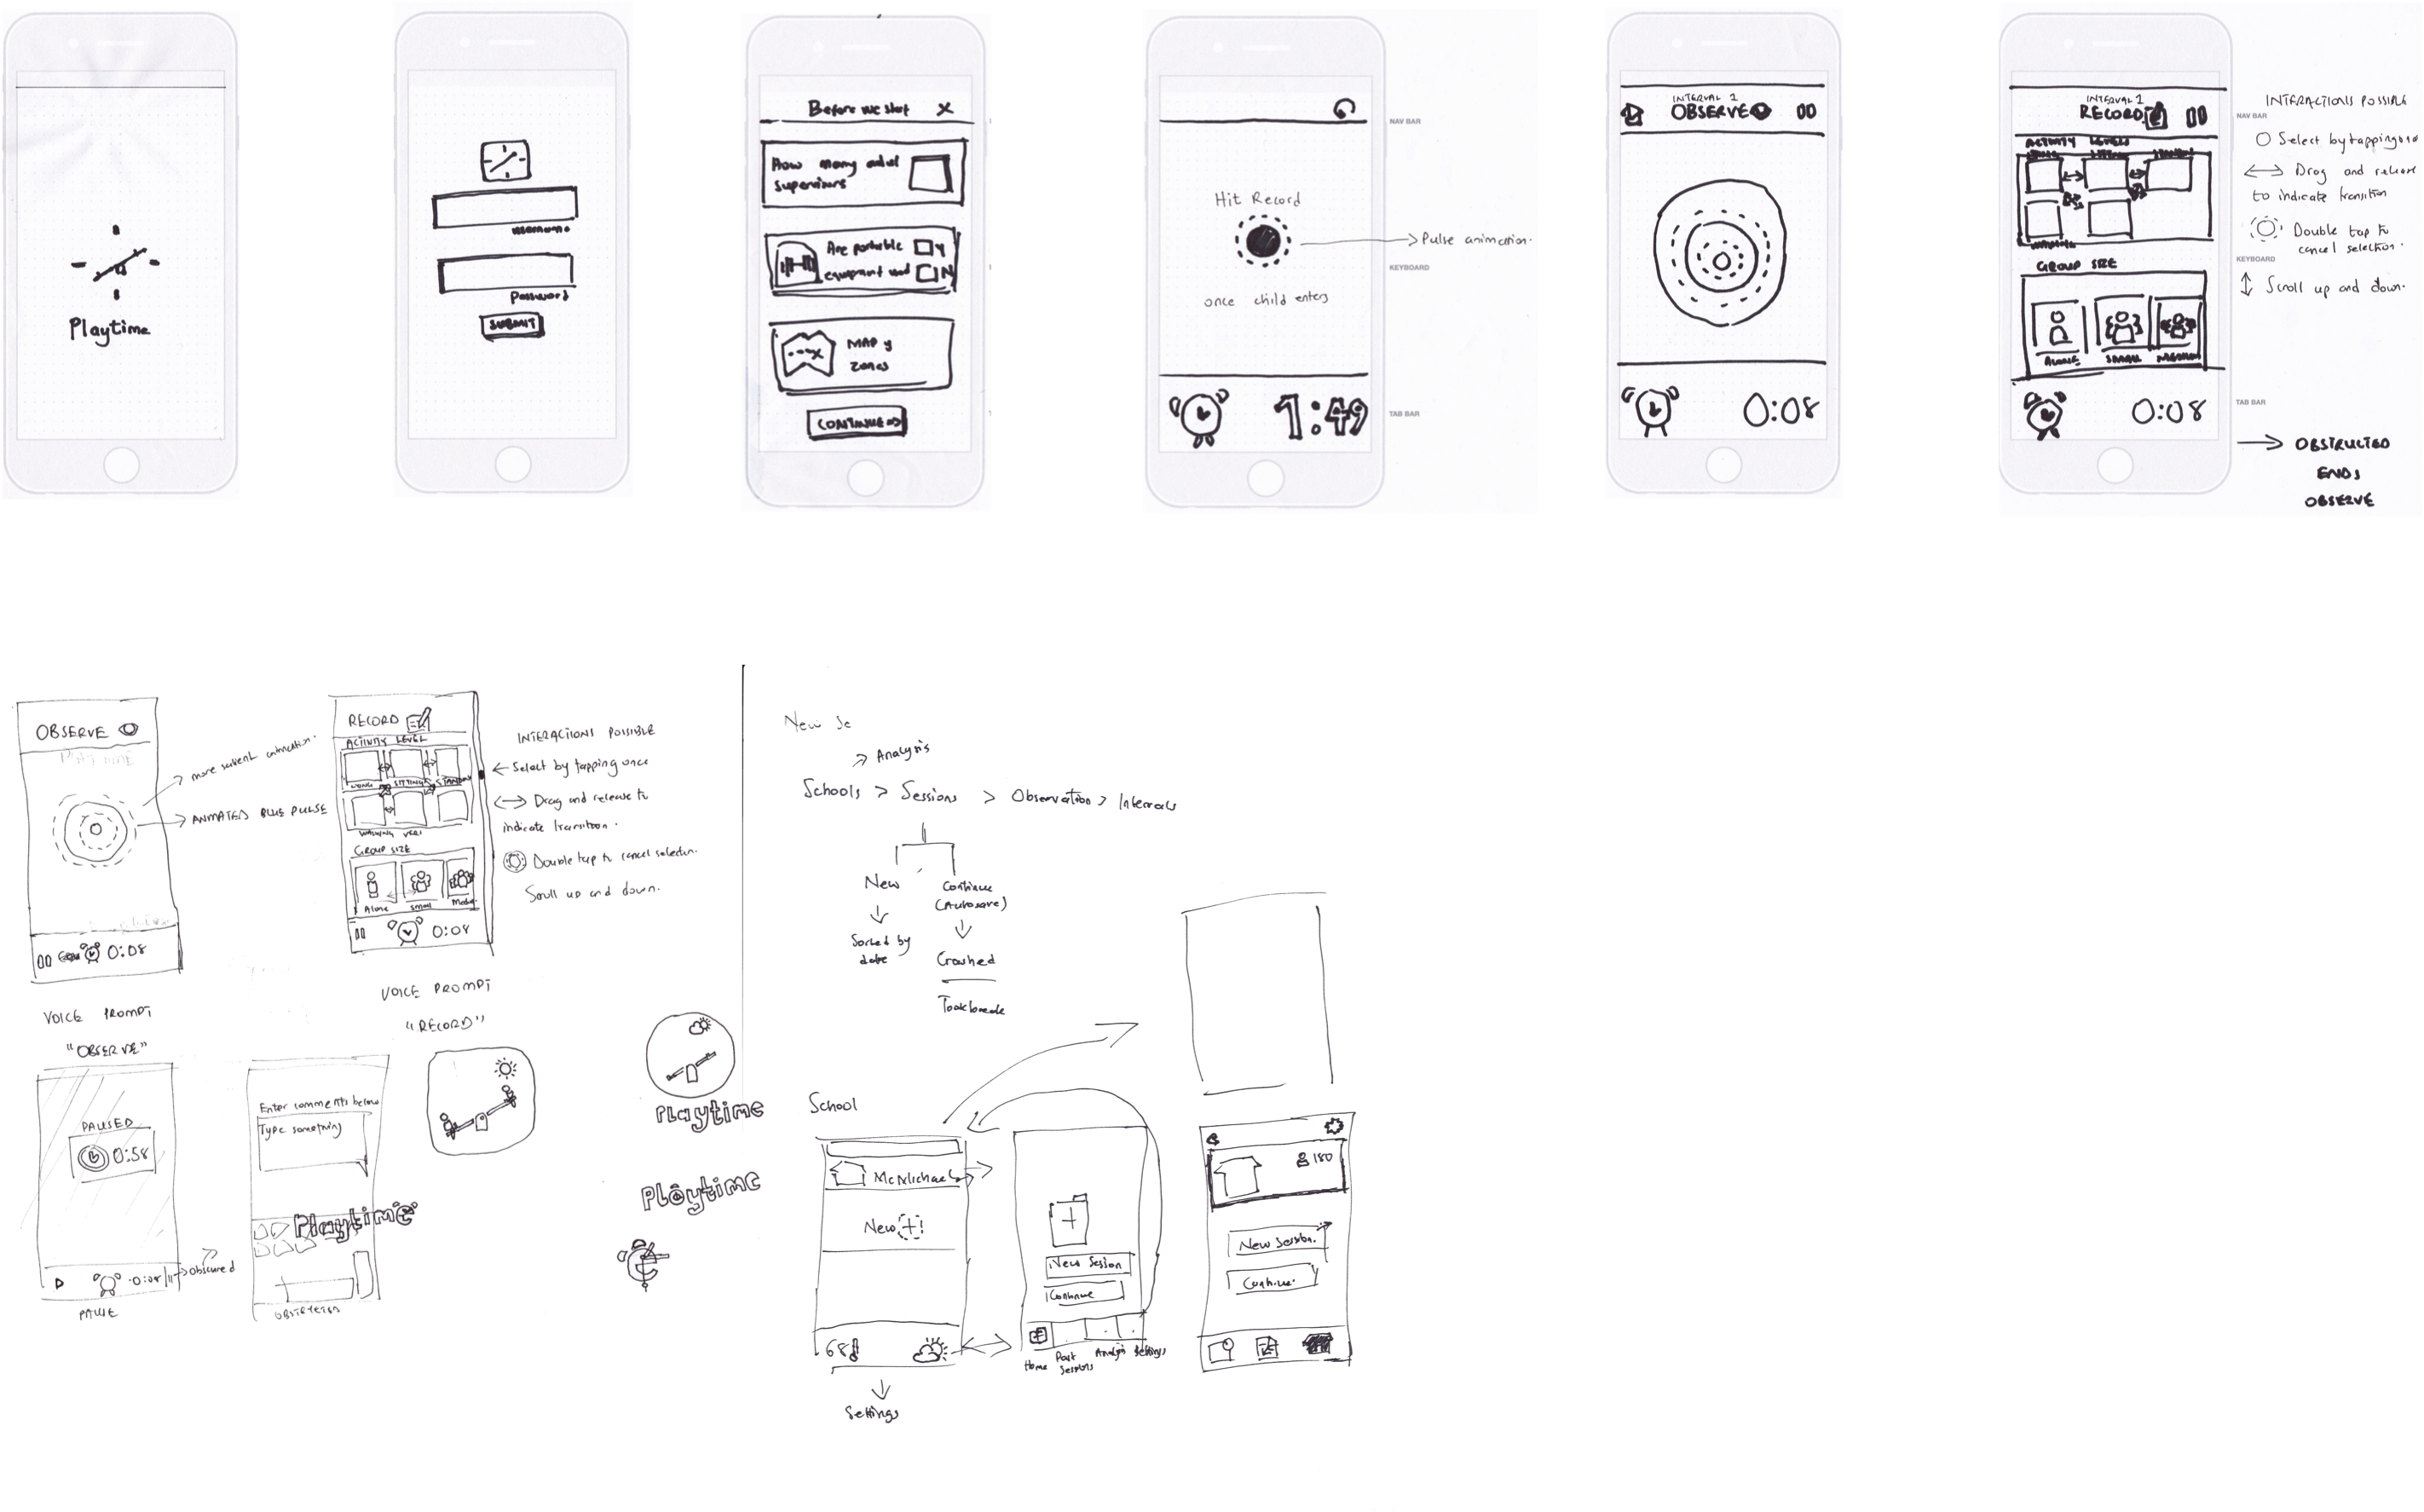 Playtime
username
Password
SUBMIT
Before we start X
How many adult
supervisors
Are portable Y
equipment used N
MAP y
zones
CONTINUE
Hit Record
once child enters
1:49
Pulse animation.
NAV BAR
KEYBOARD
TAB BAR
INTERVAL 1
OBSERVE
0:08
INTERVAL 1
RECORD
ACTIVITY LEVELS
GROUP SIZE
ALONE SMALL MEDIUM
0:08
NAV BAR
KEYBOARD
TAB BAR
INTERACTIONS POSSIBLE
Select by tapping
Drag and release
to indicate transition
Double tap to
cancel selection.
Scroll up and down.
OBSTRUCTED
ENDS
OBSERVE
OBSERVE
0:08
more salient animation.
ANIMATED BLUE PULSE
VOICE PROMPT
"OBSERVE"
RECORD
ACTIVITY LEVEL
LYING SITTING STANDING
WALKING VERY
GROUP SIZE
Alone small Medium
0:08
INTERACTIONS POSSIBLE
Select by tapping once
Drag and release to
indicate transition.
Double tap to cancel selection.
Scroll up and down.
VOICE PROMPT
"RECORD"
PAUSED
0:58
0:08
obscured
PAUSE
Enter comments below
Type something
OBSTRUCTED
Playtime
Playtime
Playtime
New Se
Analysis
Schools > Sessions > Observation > Intervals
New
Sorted by
date
Continue
(Autosave)
Crashed
Took break
School
McMichael
New +
68
Settings
New Session
Continue
Home Past Sessions Analysis Settings
180
New Session.
Continue.